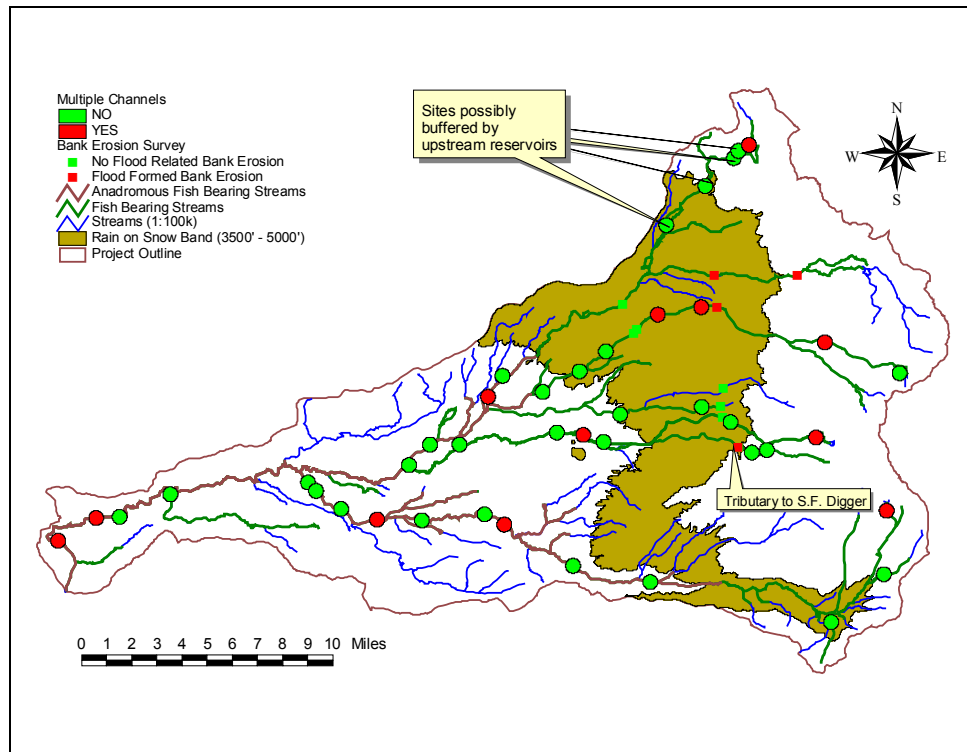 Multiple Channels
NO
YES
Bank Erosion Survey
No Flood Related Bank Erosion
Flood Formed Bank Erosion
Anadromous Fish Bearing Streams
Fish Bearing Streams
Streams (1:100k)
Rain on Snow Band (3500' - 5000')
Project Outline
Sites possibly
buffered by
upstream reservoirs
N
W E
S
Tributary to S.F. Digger
0 1 2 3 4 5 6 7 8 9 10 Miles